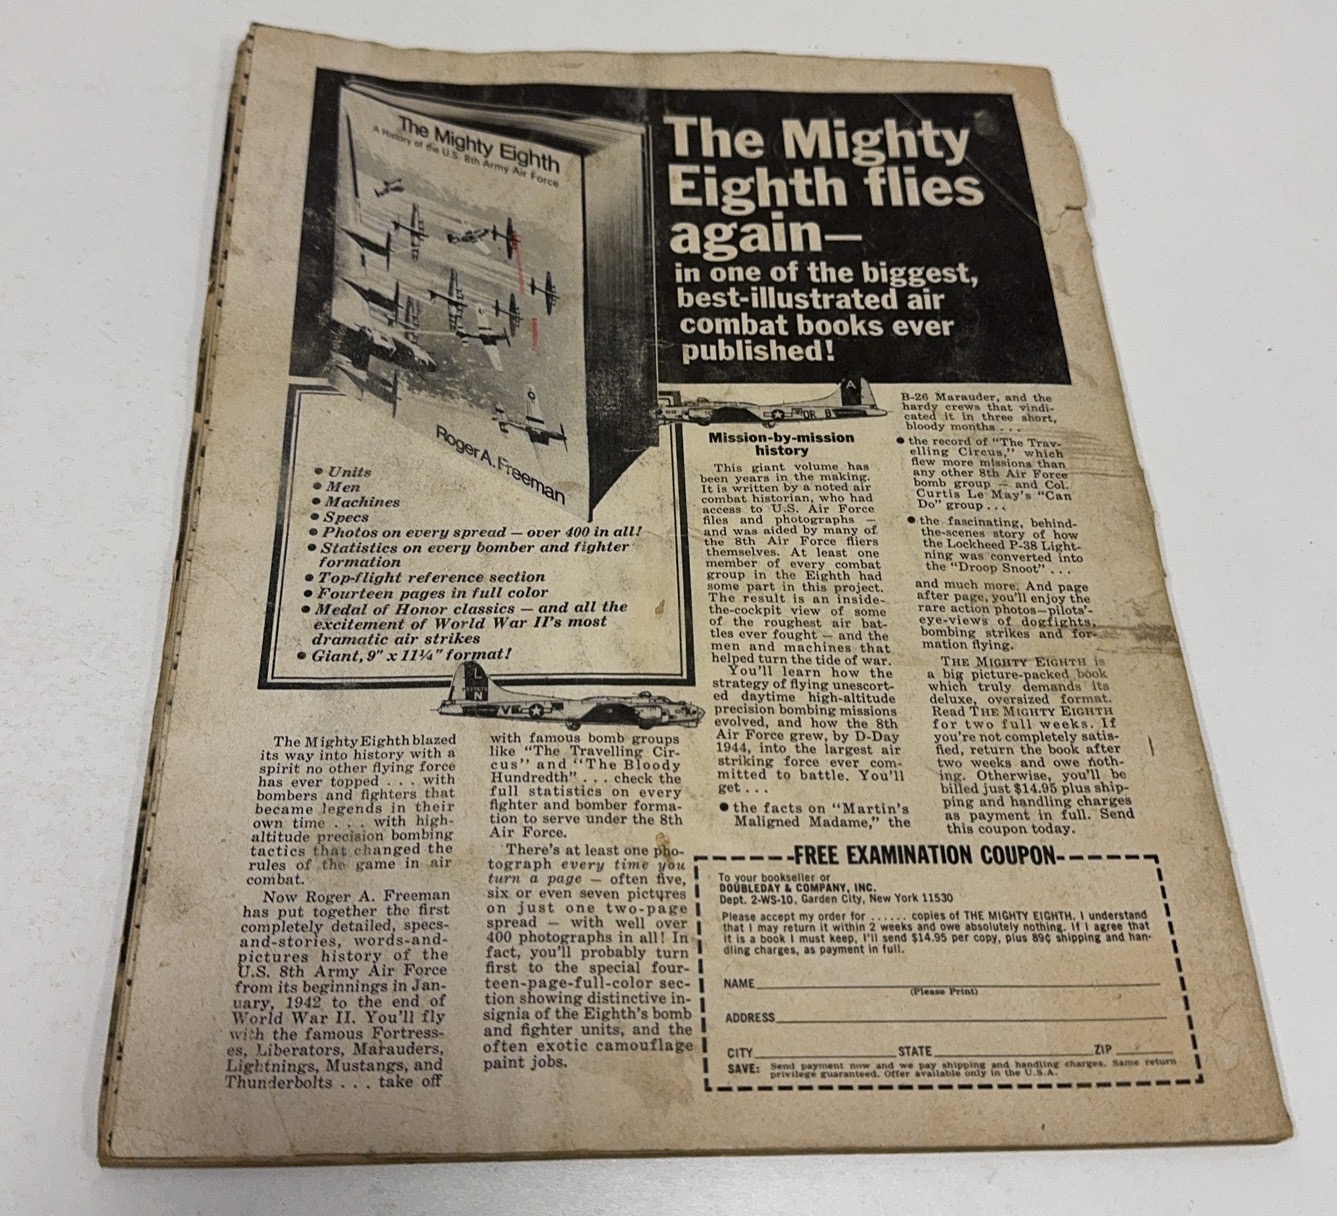 The Mighty Eighth
A History of the U.S. 8th Army Air Force
Roger A. Freeman
The Mighty
Eighth flies
again—
in one of the biggest,
best-illustrated air
combat books ever
published!
• Units
• Men
• Machines
• Specs
• Photos on every spread — over 400 in all!
• Statistics on every bomber and fighter
formation
• Top-flight reference section
• Fourteen pages in full color
• Medal of Honor classics — and all the
excitement of World War II's most
dramatic air strikes
• Giant, 9" x 11¼" format!
L
N
VE
A
OR B
The Mighty Eighth blazed
its way into history with a
spirit no other flying force
has ever topped . . . with
bombers and fighters that
became legends in their
own time . . . with high-
altitude precision bombing
tactics that changed the
rules of the game in air
combat.
Now Roger A. Freeman
has put together the first
completely detailed, specs-
and-stories, words-and-
pictures history of the
U.S. 8th Army Air Force
from its beginnings in Jan-
uary, 1942 to the end of
World War II. You'll fly
with the famous Fortress-
es, Liberators, Marauders,
Lightnings, Mustangs, and
Thunderbolts . . . take off
with famous bomb groups
like "The Travelling Cir-
cus" and "The Bloody
Hundredth" . . . check the
full statistics on every
fighter and bomber forma-
tion to serve under the 8th
Air Force.
There's at least one pho-
tograph every time you
turn a page — often five,
six or even seven pictures
on just one two-page
spread — with well over
400 photographs in all! In
fact, you'll probably turn
first to the special four-
teen-page-full-color sec-
tion showing distinctive in-
signia of the Eighth's bomb
and fighter units, and the
often exotic camouflage
paint jobs.
Mission-by-mission
history
This giant volume has
been years in the making.
It is written by a noted air
combat historian, who had
access to U.S. Air Force
files and photographs —
and was aided by many of
the 8th Air Force fliers
themselves. At least one
member of every combat
group in the Eighth had
some part in this project.
The result is an inside-
the-cockpit view of some
of the roughest air bat-
tles ever fought — and the
men and machines that
helped turn the tide of war.
You'll learn how the
strategy of flying unescort-
ed daytime high-altitude
precision bombing missions
evolved, and how the 8th
Air Force grew, by D-Day
1944, into the largest air
striking force ever com-
mitted to battle. You'll
get . . .
• the facts on "Martin's
Maligned Madame," the
B-26 Marauder, and the
hardy crews that vindi-
cated it in three short,
bloody months . . .
• the record of "The Trav-
elling Circus," which
flew more missions than
any other 8th Air Force
bomb group — and Col.
Curtis Le May's "Can
Do" group . . .
• the fascinating, behind-
the-scenes story of how
the Lockheed P-38 Light-
ning was converted into
the "Droop Snoot" . . .
and much more. And page
after page, you'll enjoy the
rare action photos—pilots'-
eye-views of dogfights,
bombing strikes and for-
mation flying.
THE MIGHTY EIGHTH is
a big picture-packed book
which truly demands its
deluxe, oversized format.
Read THE MIGHTY EIGHTH
for two full weeks. If
you're not completely satis-
fied, return the book after
two weeks and owe noth-
ing. Otherwise, you'll be
billed just $14.95 plus ship-
ping and handling charges
as payment in full. Send
this coupon today.
FREE EXAMINATION COUPON
To your bookseller or
DOUBLEDAY & COMPANY, INC.
Dept. 2-WS-10, Garden City, New York 11530
Please accept my order for ...... copies of THE MIGHTY EIGHTH. I understand
that I may return it within 2 weeks and owe absolutely nothing. If I agree that
it is a book I must keep, I'll send $14.95 per copy, plus 89¢ shipping and han-
dling charges, as payment in full.
NAME
(Please Print)
ADDRESS
CITY STATE ZIP
SAVE: Send payment now and we pay shipping and handling charges. Same return
privilege guaranteed. Offer available only in the U.S.A.